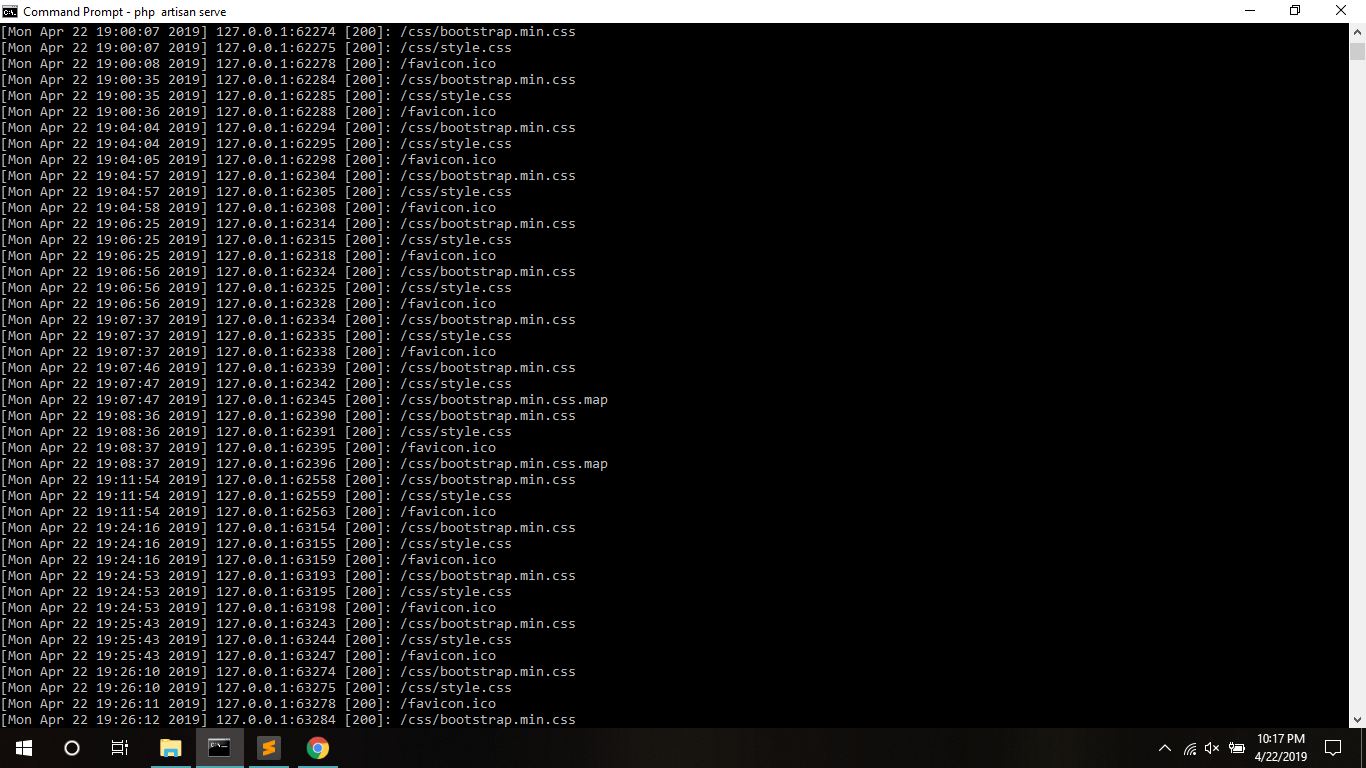 Command Prompt - php  artisan serve
[Mon Apr 22 19:00:07 2019] 127.0.0.1:62274 [200]: /css/bootstrap.min.css
[Mon Apr 22 19:00:07 2019] 127.0.0.1:62275 [200]: /css/style.css
[Mon Apr 22 19:00:08 2019] 127.0.0.1:62278 [200]: /favicon.ico
[Mon Apr 22 19:00:35 2019] 127.0.0.1:62284 [200]: /css/bootstrap.min.css
[Mon Apr 22 19:00:35 2019] 127.0.0.1:62285 [200]: /css/style.css
[Mon Apr 22 19:00:36 2019] 127.0.0.1:62288 [200]: /favicon.ico
[Mon Apr 22 19:04:04 2019] 127.0.0.1:62294 [200]: /css/bootstrap.min.css
[Mon Apr 22 19:04:04 2019] 127.0.0.1:62295 [200]: /css/style.css
[Mon Apr 22 19:04:05 2019] 127.0.0.1:62298 [200]: /favicon.ico
[Mon Apr 22 19:04:57 2019] 127.0.0.1:62304 [200]: /css/bootstrap.min.css
[Mon Apr 22 19:04:57 2019] 127.0.0.1:62305 [200]: /css/style.css
[Mon Apr 22 19:04:58 2019] 127.0.0.1:62308 [200]: /favicon.ico
[Mon Apr 22 19:06:25 2019] 127.0.0.1:62314 [200]: /css/bootstrap.min.css
[Mon Apr 22 19:06:25 2019] 127.0.0.1:62315 [200]: /css/style.css
[Mon Apr 22 19:06:25 2019] 127.0.0.1:62318 [200]: /favicon.ico
[Mon Apr 22 19:06:56 2019] 127.0.0.1:62324 [200]: /css/bootstrap.min.css
[Mon Apr 22 19:06:56 2019] 127.0.0.1:62325 [200]: /css/style.css
[Mon Apr 22 19:06:56 2019] 127.0.0.1:62328 [200]: /favicon.ico
[Mon Apr 22 19:07:37 2019] 127.0.0.1:62334 [200]: /css/bootstrap.min.css
[Mon Apr 22 19:07:37 2019] 127.0.0.1:62335 [200]: /css/style.css
[Mon Apr 22 19:07:37 2019] 127.0.0.1:62338 [200]: /favicon.ico
[Mon Apr 22 19:07:46 2019] 127.0.0.1:62339 [200]: /css/bootstrap.min.css
[Mon Apr 22 19:07:47 2019] 127.0.0.1:62342 [200]: /css/style.css
[Mon Apr 22 19:07:47 2019] 127.0.0.1:62345 [200]: /css/bootstrap.min.css.map
[Mon Apr 22 19:08:36 2019] 127.0.0.1:62390 [200]: /css/bootstrap.min.css
[Mon Apr 22 19:08:36 2019] 127.0.0.1:62391 [200]: /css/style.css
[Mon Apr 22 19:08:37 2019] 127.0.0.1:62395 [200]: /favicon.ico
[Mon Apr 22 19:08:37 2019] 127.0.0.1:62396 [200]: /css/bootstrap.min.css.map
[Mon Apr 22 19:11:54 2019] 127.0.0.1:62558 [200]: /css/bootstrap.min.css
[Mon Apr 22 19:11:54 2019] 127.0.0.1:62559 [200]: /css/style.css
[Mon Apr 22 19:11:54 2019] 127.0.0.1:62563 [200]: /favicon.ico
[Mon Apr 22 19:24:16 2019] 127.0.0.1:63154 [200]: /css/bootstrap.min.css
[Mon Apr 22 19:24:16 2019] 127.0.0.1:63155 [200]: /css/style.css
[Mon Apr 22 19:24:16 2019] 127.0.0.1:63159 [200]: /favicon.ico
[Mon Apr 22 19:24:53 2019] 127.0.0.1:63193 [200]: /css/bootstrap.min.css
[Mon Apr 22 19:24:53 2019] 127.0.0.1:63195 [200]: /css/style.css
[Mon Apr 22 19:24:53 2019] 127.0.0.1:63198 [200]: /favicon.ico
[Mon Apr 22 19:25:43 2019] 127.0.0.1:63243 [200]: /css/bootstrap.min.css
[Mon Apr 22 19:25:43 2019] 127.0.0.1:63244 [200]: /css/style.css
[Mon Apr 22 19:25:43 2019] 127.0.0.1:63247 [200]: /favicon.ico
[Mon Apr 22 19:26:10 2019] 127.0.0.1:63274 [200]: /css/bootstrap.min.css
[Mon Apr 22 19:26:10 2019] 127.0.0.1:63275 [200]: /css/style.css
[Mon Apr 22 19:26:11 2019] 127.0.0.1:63278 [200]: /favicon.ico
[Mon Apr 22 19:26:12 2019] 127.0.0.1:63284 [200]: /css/bootstrap.min.css
10:17 PM
4/22/2019